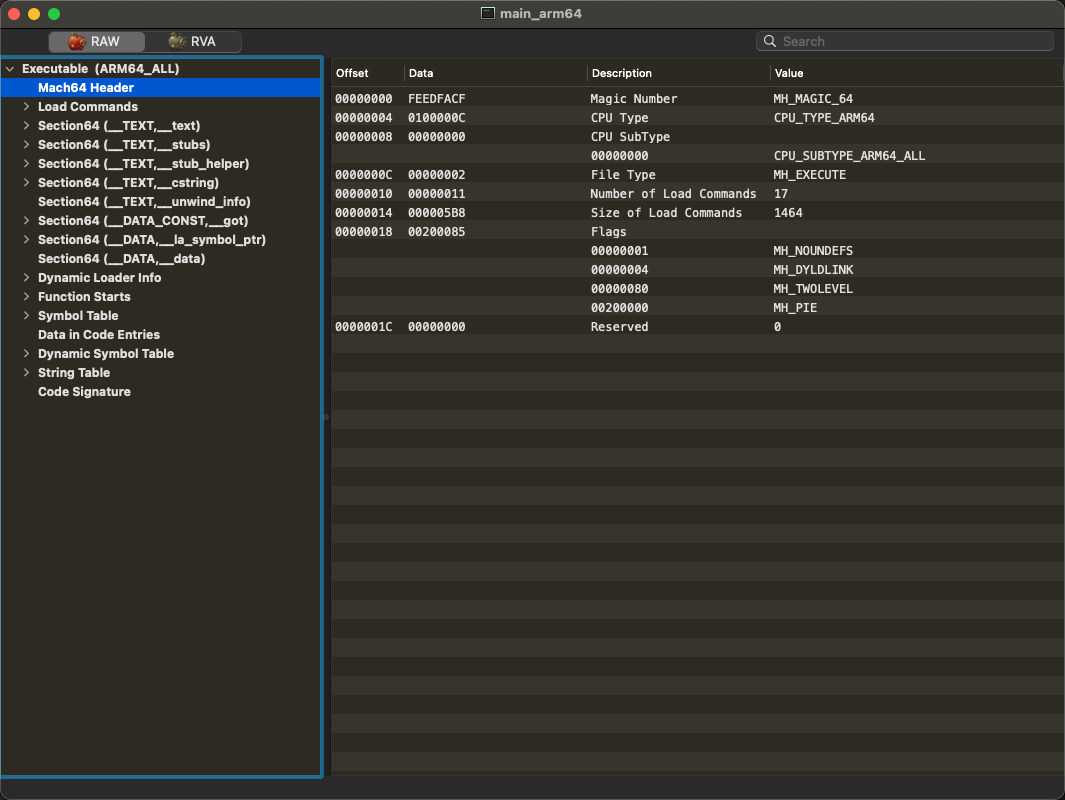 main_arm64
RAW RVA
Search
Executable (ARM64_ALL)
Mach64 Header
Load Commands
Section64 (__TEXT,__text)
Section64 (__TEXT,__stubs)
Section64 (__TEXT,__stub_helper)
Section64 (__TEXT,__cstring)
Section64 (__TEXT,__unwind_info)
Section64 (__DATA_CONST,__got)
Section64 (__DATA,__la_symbol_ptr)
Section64 (__DATA,__data)
Dynamic Loader Info
Function Starts
Symbol Table
Data in Code Entries
Dynamic Symbol Table
String Table
Code Signature
Offset Data Description Value
00000000 FEEDFACF Magic Number MH_MAGIC_64
00000004 0100000C CPU Type CPU_TYPE_ARM64
00000008 00000000 CPU SubType
00000000 CPU_SUBTYPE_ARM64_ALL
0000000C 00000002 File Type MH_EXECUTE
00000010 00000011 Number of Load Commands 17
00000014 000005B8 Size of Load Commands 1464
00000018 00200085 Flags
00000001 MH_NOUNDEFS
00000004 MH_DYLDLINK
00000080 MH_TWOLEVEL
00200000 MH_PIE
0000001C 00000000 Reserved 0